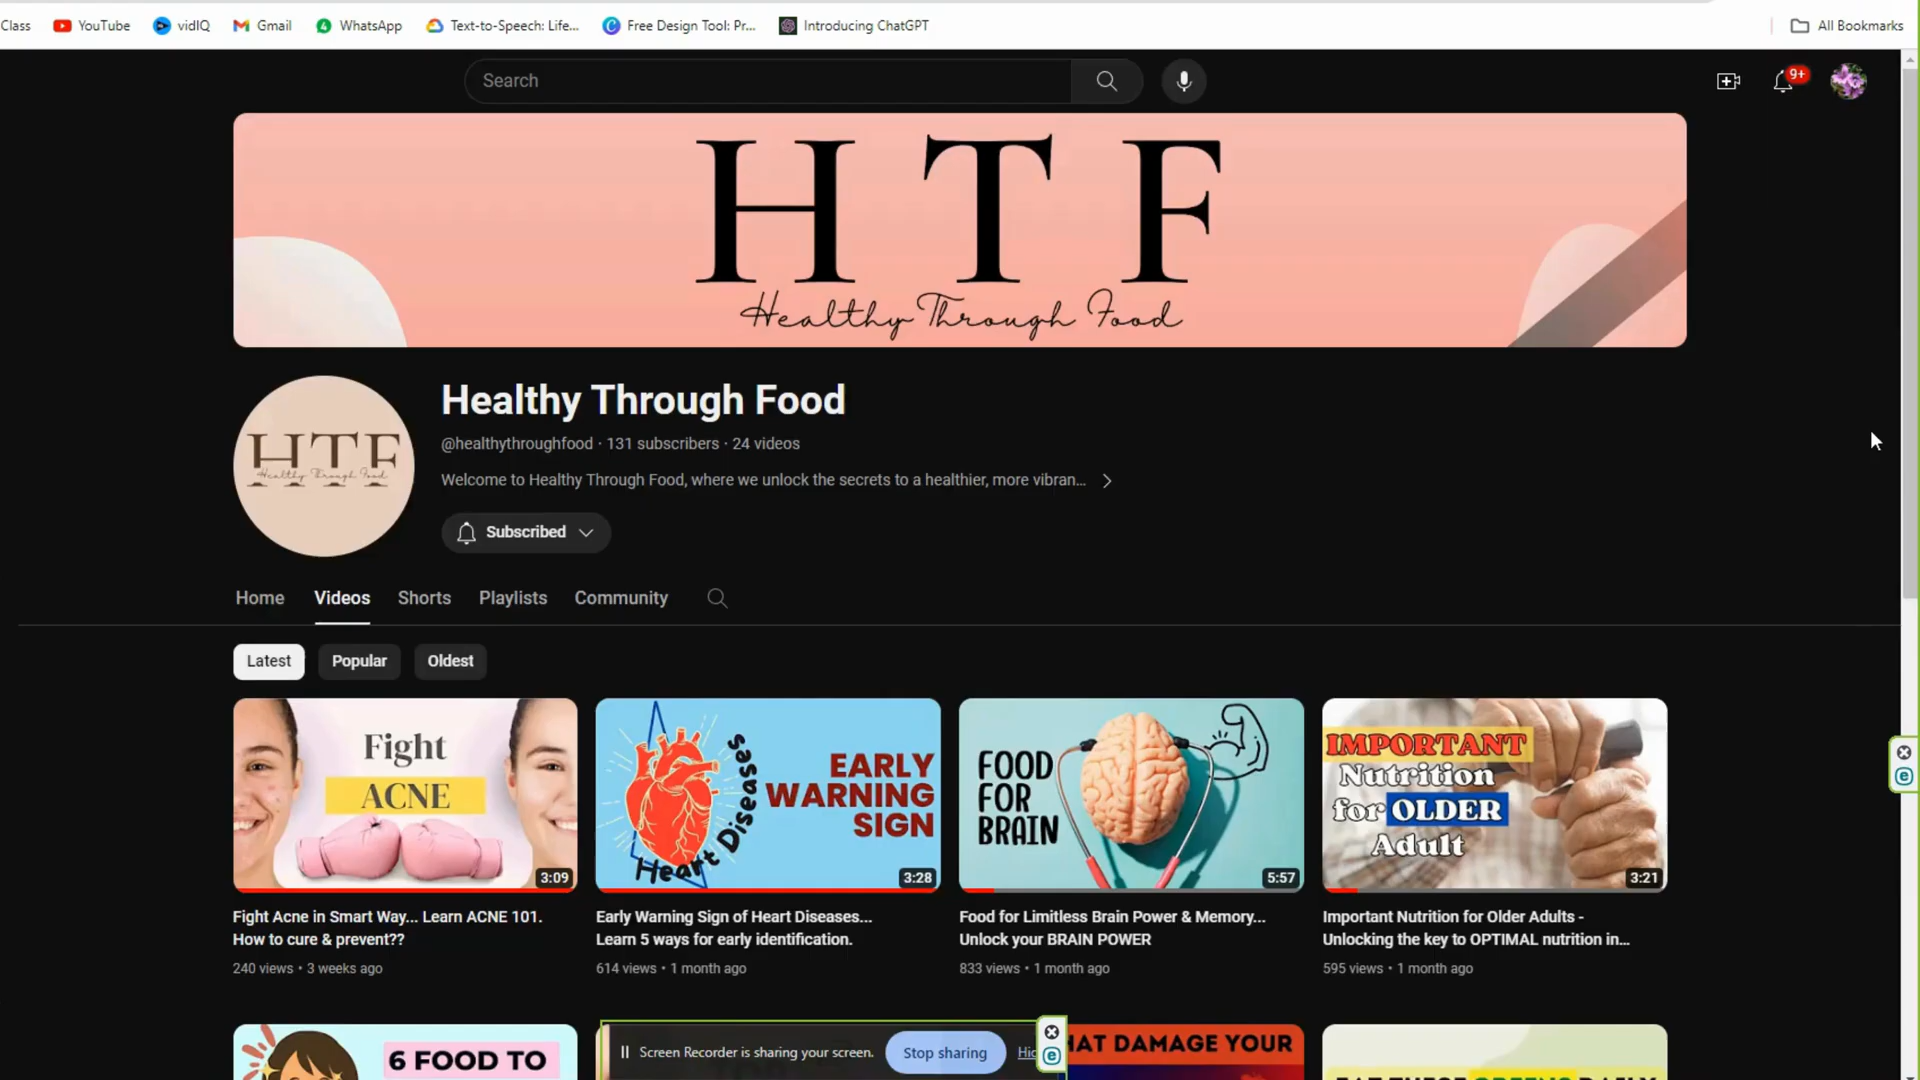 Class
YouTube
vidIQ
Gmail
WhatsApp
Text-to-Speech: Life...
Free Design Tool: Pr...
Introducing ChatGPT
All Bookmarks
Search
9+
H T F
Healthy Through Food
HTF
Healthy Through Food
Healthy Through Food
@healthythroughfood · 131 subscribers · 24 videos
Welcome to Healthy Through Food, where we unlock the secrets to a healthier, more vibran...
Subscribed
Home
Videos
Shorts
Playlists
Community
Latest
Popular
Oldest
Fight
ACNE
3:09
Heart Diseases
EARLY
WARNING
SIGN
3:28
FOOD
FOR
BRAIN
5:57
IMPORTANT
Nutrition
for OLDER
Adult
3:21
Fight Acne in Smart Way... Learn ACNE 101.
How to cure & prevent??
240 views • 3 weeks ago
Early Warning Sign of Heart Diseases...
Learn 5 ways for early identification.
614 views • 1 month ago
Food for Limitless Brain Power & Memory...
Unlock your BRAIN POWER
833 views • 1 month ago
Important Nutrition for Older Adults -
Unlocking the key to OPTIMAL nutrition in...
595 views • 1 month ago
6 FOOD TO
Screen Recorder is sharing your screen.
Stop sharing
Hid
HAT DAMAGE YOUR
EAT THESE GREENS DAILY